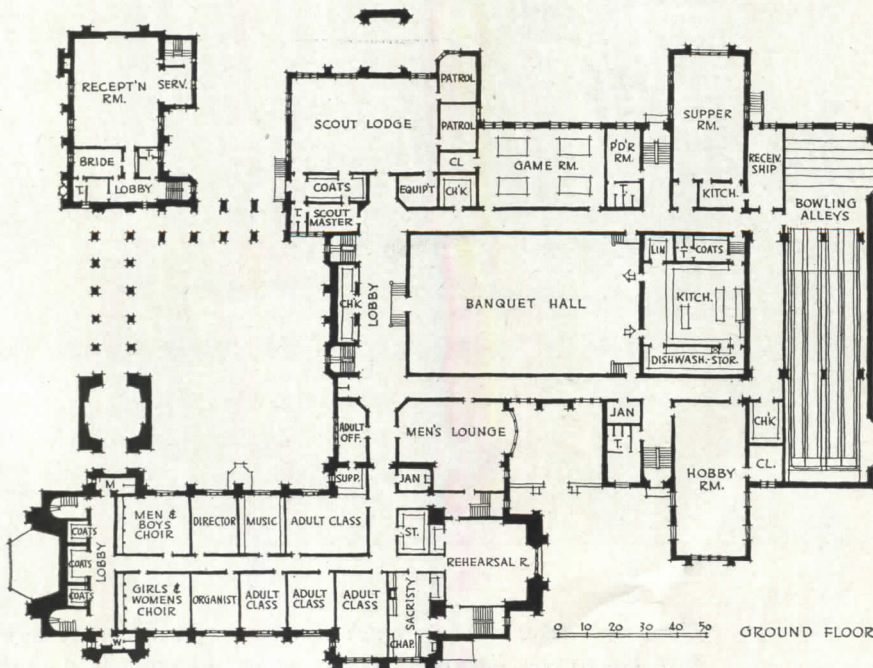 RECEPT'N
RM.
SERV.
BRIDE
T.
T.
LOBBY
PATROL
SCOUT LODGE
PATROL
CL
COATS
EQUIP'T
CH'K
T.
SCOUT
MASTER
GAME RM.
P'D'R
RM.
T.
SUPPER
RM.
KITCH.
RECEIV.
SHIP
BOWLING
ALLEYS
CH'K
LOBBY
BANQUET HALL
LIN
T
COATS
KITCH.
DISHWASH.-STOR.
ADULT
OFF.
SUPP.
MEN'S LOUNGE
JAN
JAN
T.
HOBBY
RM.
CH'K
CL.
M
COATS
COATS
COATS
LOBBY
W
MEN &
BOYS
CHOIR
DIRECTOR
MUSIC
ADULT CLASS
ST.
REHEARSAL R.
GIRLS &
WOMENS
CHOIR
ORGANIST
ADULT
CLASS
ADULT
CLASS
ADULT
CLASS
SACRISTY
CHAP.
0 10 20 30 40 50
GROUND FLOOR